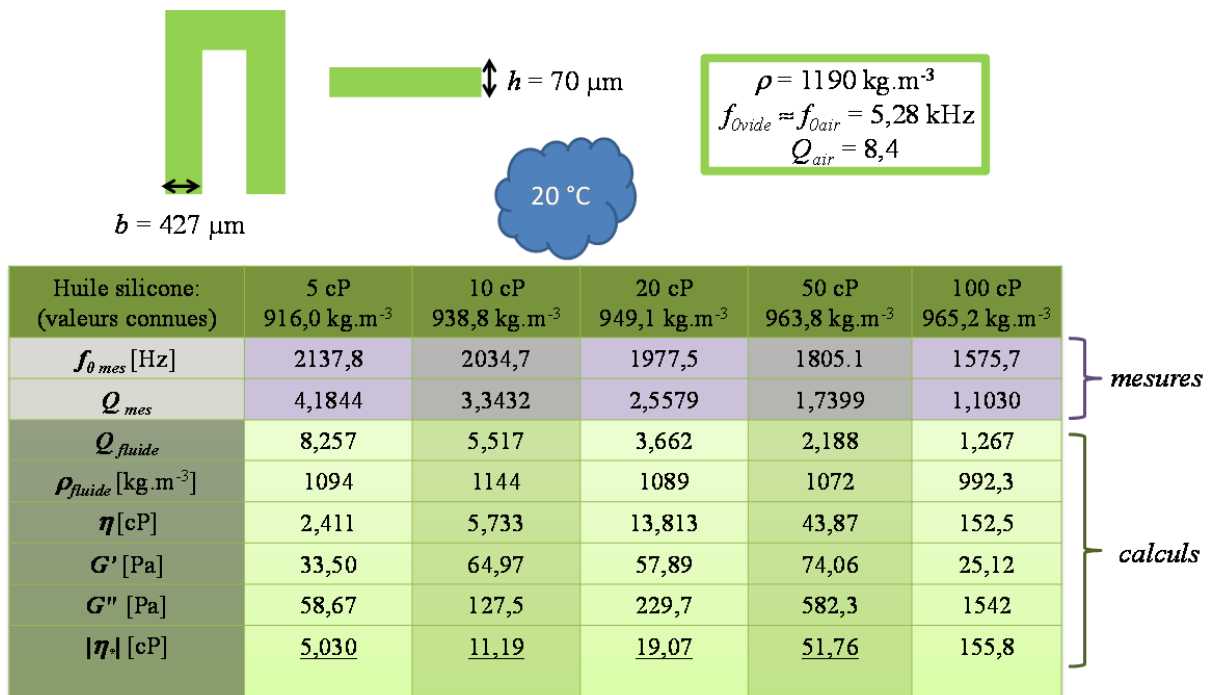 h = 70 µm
b = 427 µm
20 °C
ρ = 1190 kg.m⁻³
f₀vide ≈ f₀air = 5,28 kHz
Qair = 8,4
Huile silicone: (valeurs connues) 5 cP 916,0 kg.m⁻³ 10 cP 938,8 kg.m⁻³ 20 cP 949,1 kg.m⁻³ 50 cP 963,8 kg.m⁻³ 100 cP 965,2 kg.m⁻³
f₀ mes [Hz] 2137,8 2034,7 1977,5 1805.1 1575,7
Q mes 4,1844 3,3432 2,5579 1,7399 1,1030
mesures
Q fluide 8,257 5,517 3,662 2,188 1,267
ρfluide [kg.m⁻³] 1094 1144 1089 1072 992,3
η [cP] 2,411 5,733 13,813 43,87 152,5
G' [Pa] 33,50 64,97 57,89 74,06 25,12
calculs
G" [Pa] 58,67 127,5 229,7 582,3 1542
|η*| [cP] 5,030 11,19 19,07 51,76 155,8